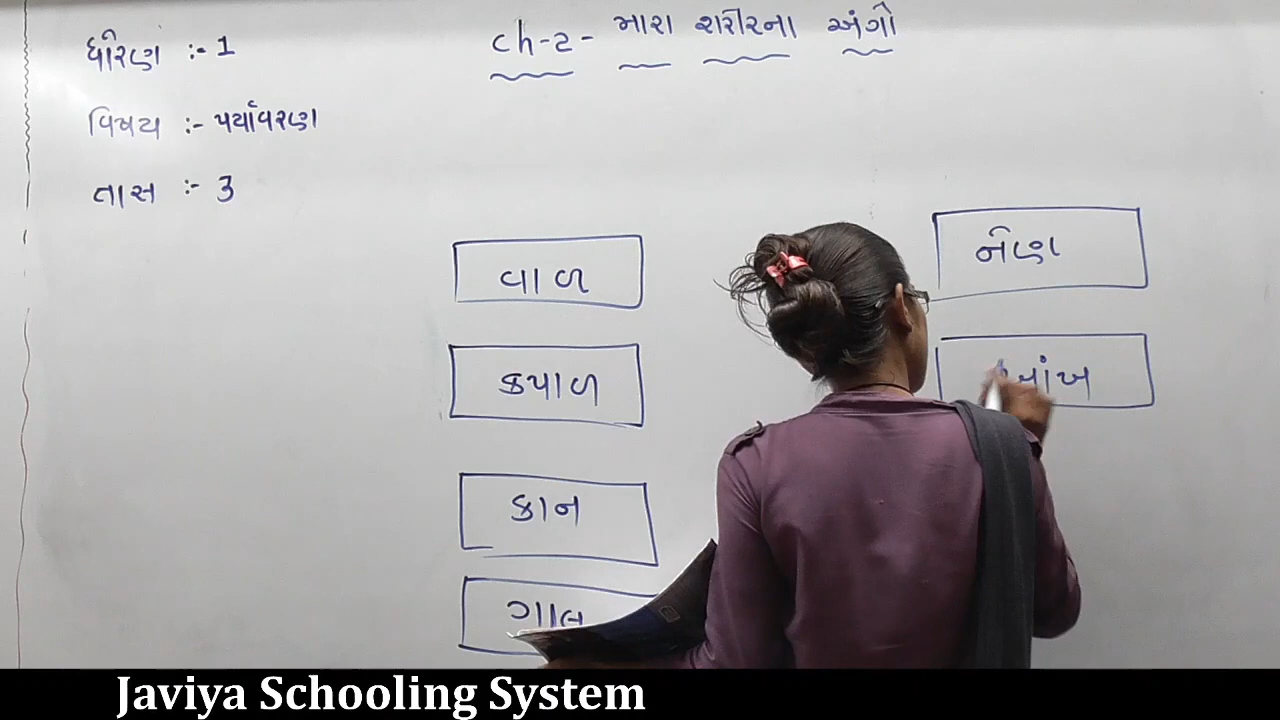 ધોરણ :- 1
ch-2- મારા શરીરના અંગો
વિષય :- પર્યાવરણ
તાસ :- 3
વાળ
નેણ
કપાળ
આંખ
કાન
ગાલ
Javiya Schooling System